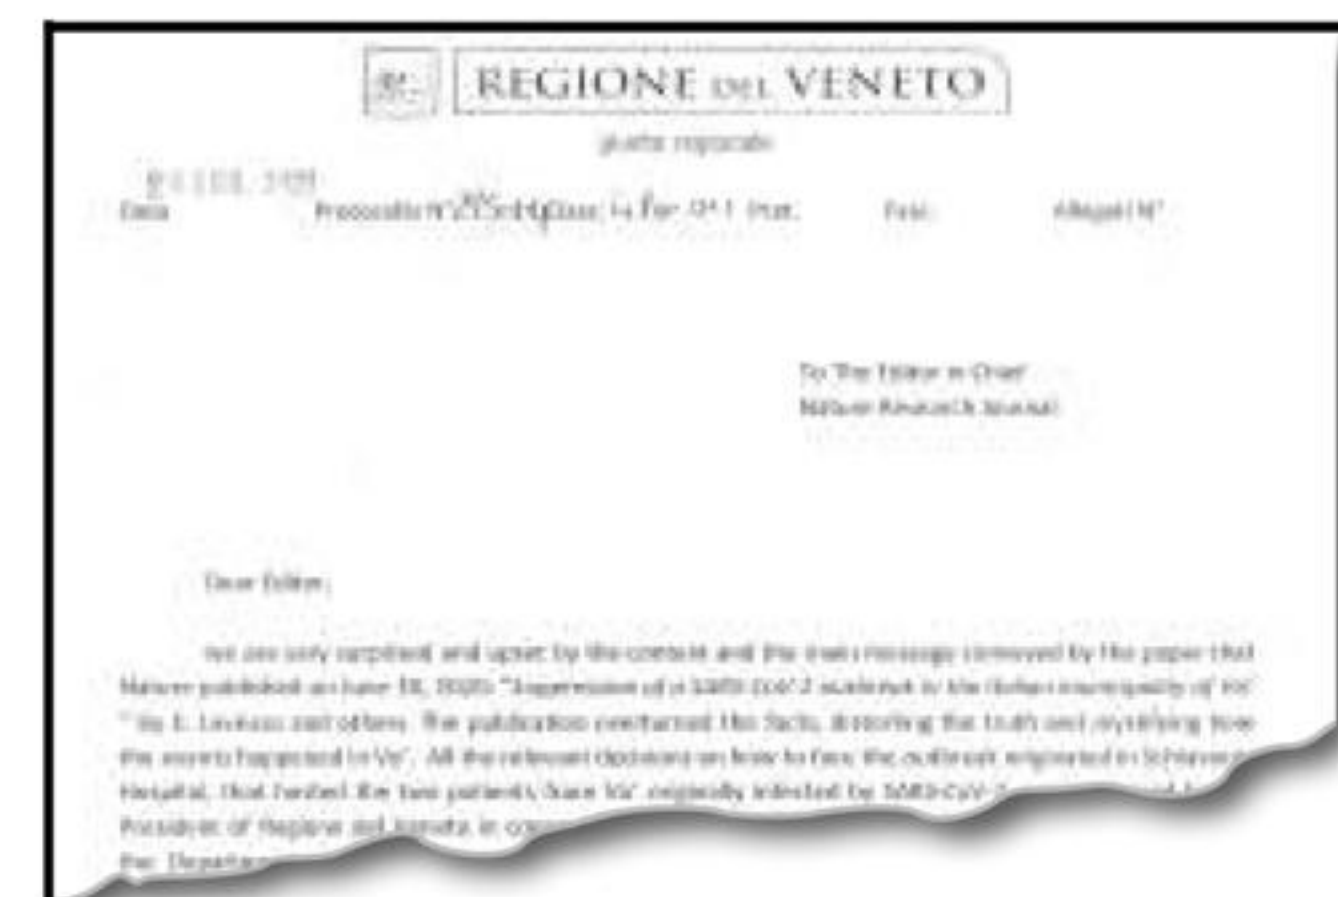 REGIONE DEL VENETO
giunta regionale
Data Protocollo N° Class: Fasc. Allegati N°
To The Editor in Chief
Nature Research Journal
Dear Editor,
we are very surprised and upset by the content and the main message conveyed by the paper that
Nature published on June 30, 2020: "Suppression of a SARS-CoV-2 outbreak in the Italian municipality of Vo'
" by E. Lavezzo and others. The publication overturned the facts, distorting the truth and mystifying how
the events happened in Vo'. All the relevant decisions on how to face the outbreak originated in Schiavonia
Hospital, that hosted the two patients from Vo' originally infected by SARS-CoV-2
President of Regione del Veneto in
the